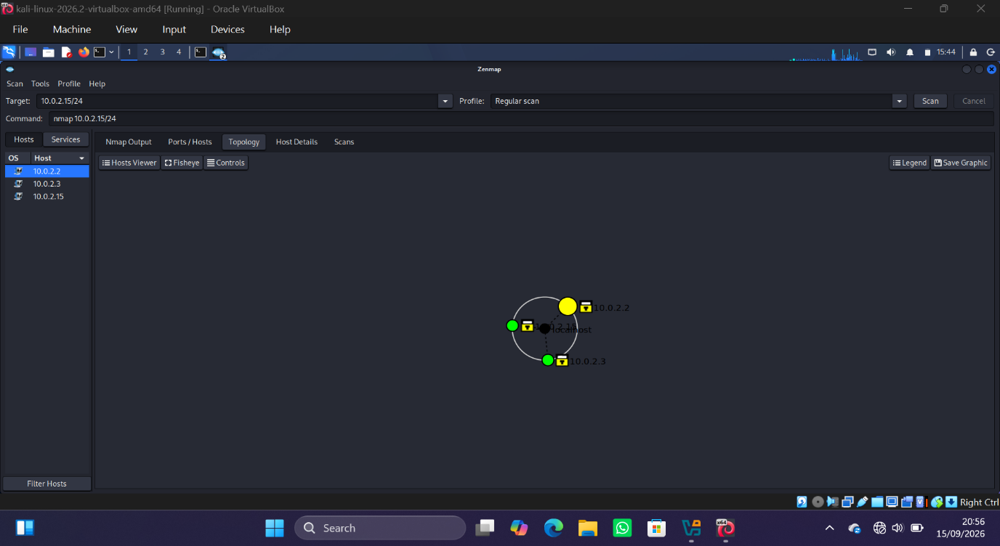 kali-linux-2026.2-virtualbox-amd64 [Running] - Oracle VirtualBox
File Machine View Input Devices Help
1 2 3 4 2 15:44
Zenmap
Scan Tools Profile Help
Target: 10.0.2.15/24 Profile: Regular scan Scan Cancel
Command: nmap 10.0.2.15/24
Hosts Services Nmap Output Ports / Hosts Topology Host Details Scans
OS Host Hosts Viewer Fisheye Controls Legend Save Graphic
10.0.2.2
10.0.2.3
10.0.2.15
10.0.2.2
localhost
10.0.2.3
Filter Hosts
Right Ctrl
Search
20:56
15/09/2026